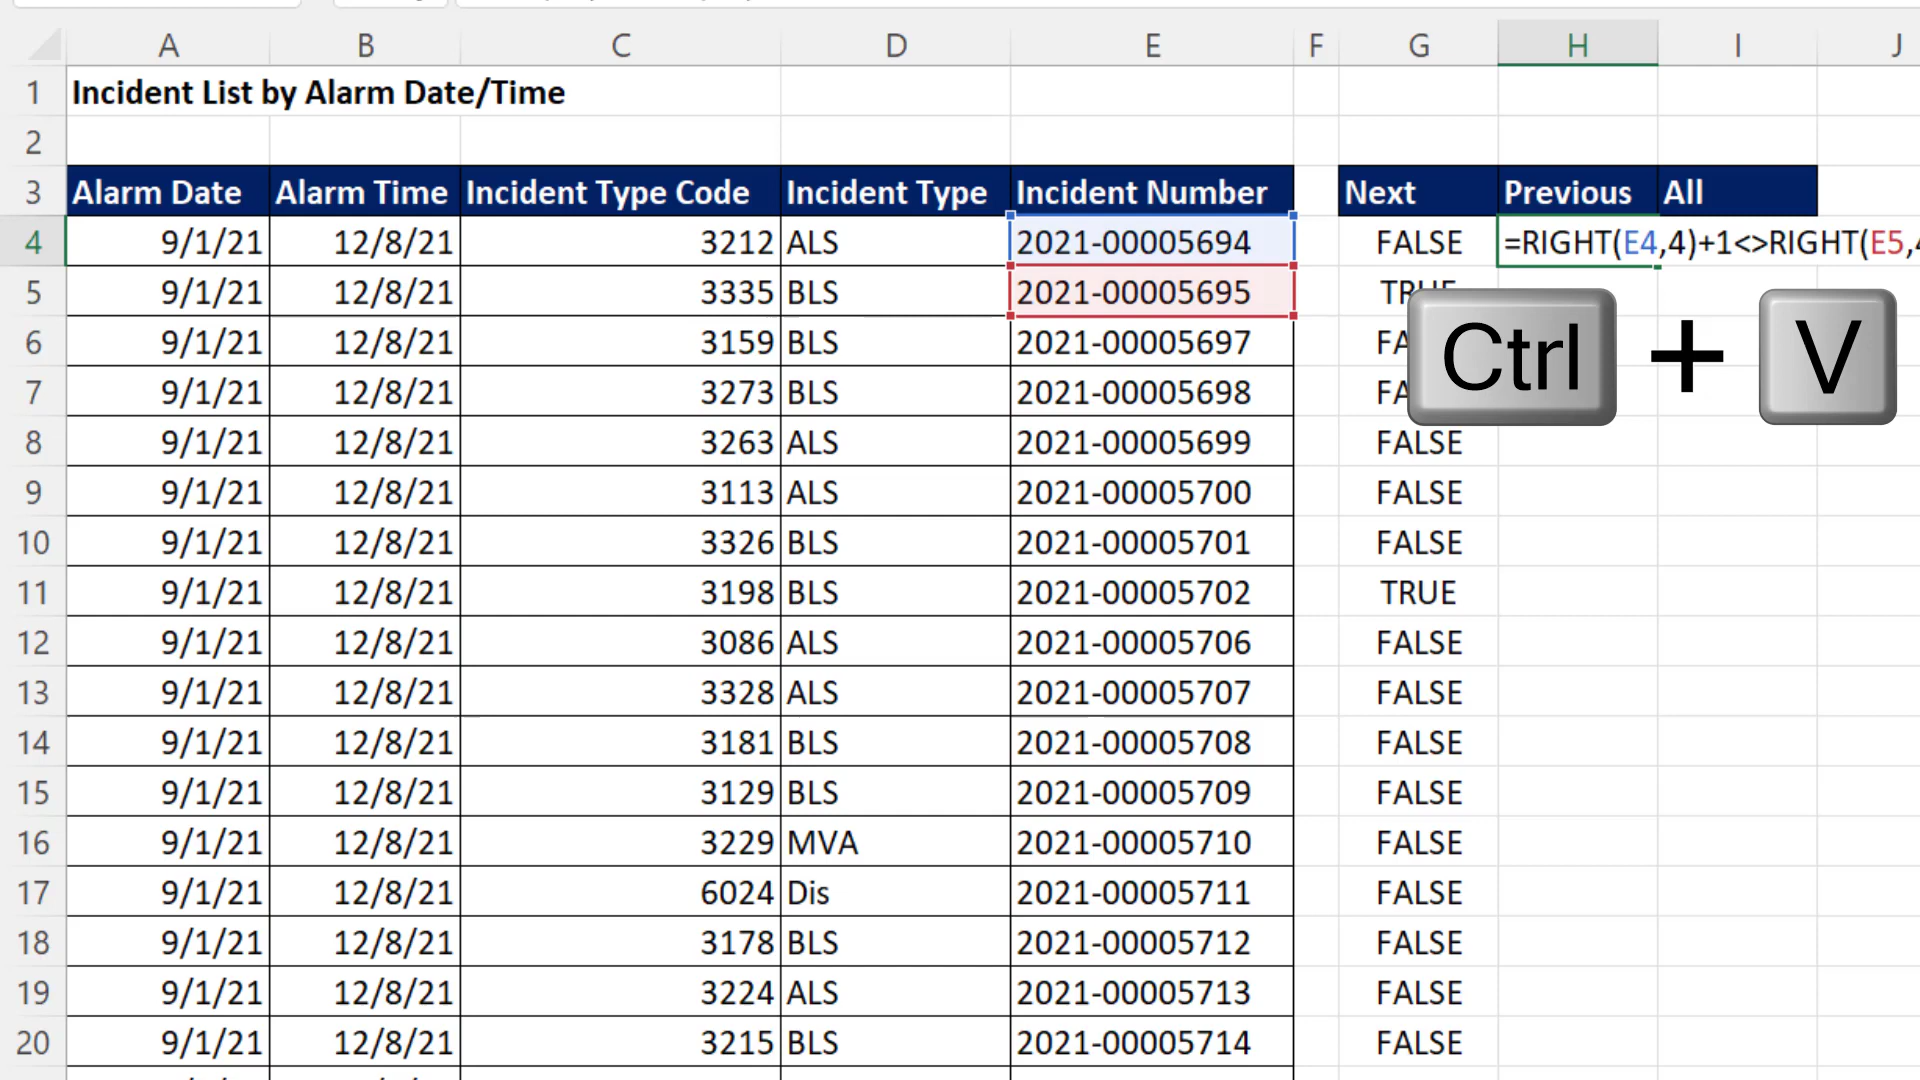 A B C D E F G H I J
1 Incident List by Alarm Date/Time
2
3 Alarm Date Alarm Time Incident Type Code Incident Type Incident Number Next Previous All
4 9/1/21 12/8/21 3212 ALS 2021-00005694 FALSE =RIGHT(E4,4)+1<>RIGHT(E5,
5 9/1/21 12/8/21 3335 BLS 2021-00005695 TRUE
Ctrl + V
6 9/1/21 12/8/21 3159 BLS 2021-00005697 FA
7 9/1/21 12/8/21 3273 BLS 2021-00005698 FA
8 9/1/21 12/8/21 3263 ALS 2021-00005699 FALSE
9 9/1/21 12/8/21 3113 ALS 2021-00005700 FALSE
10 9/1/21 12/8/21 3326 BLS 2021-00005701 FALSE
11 9/1/21 12/8/21 3198 BLS 2021-00005702 TRUE
12 9/1/21 12/8/21 3086 ALS 2021-00005706 FALSE
13 9/1/21 12/8/21 3328 ALS 2021-00005707 FALSE
14 9/1/21 12/8/21 3181 BLS 2021-00005708 FALSE
15 9/1/21 12/8/21 3129 BLS 2021-00005709 FALSE
16 9/1/21 12/8/21 3229 MVA 2021-00005710 FALSE
17 9/1/21 12/8/21 6024 Dis 2021-00005711 FALSE
18 9/1/21 12/8/21 3178 BLS 2021-00005712 FALSE
19 9/1/21 12/8/21 3224 ALS 2021-00005713 FALSE
20 9/1/21 12/8/21 3215 BLS 2021-00005714 FALSE